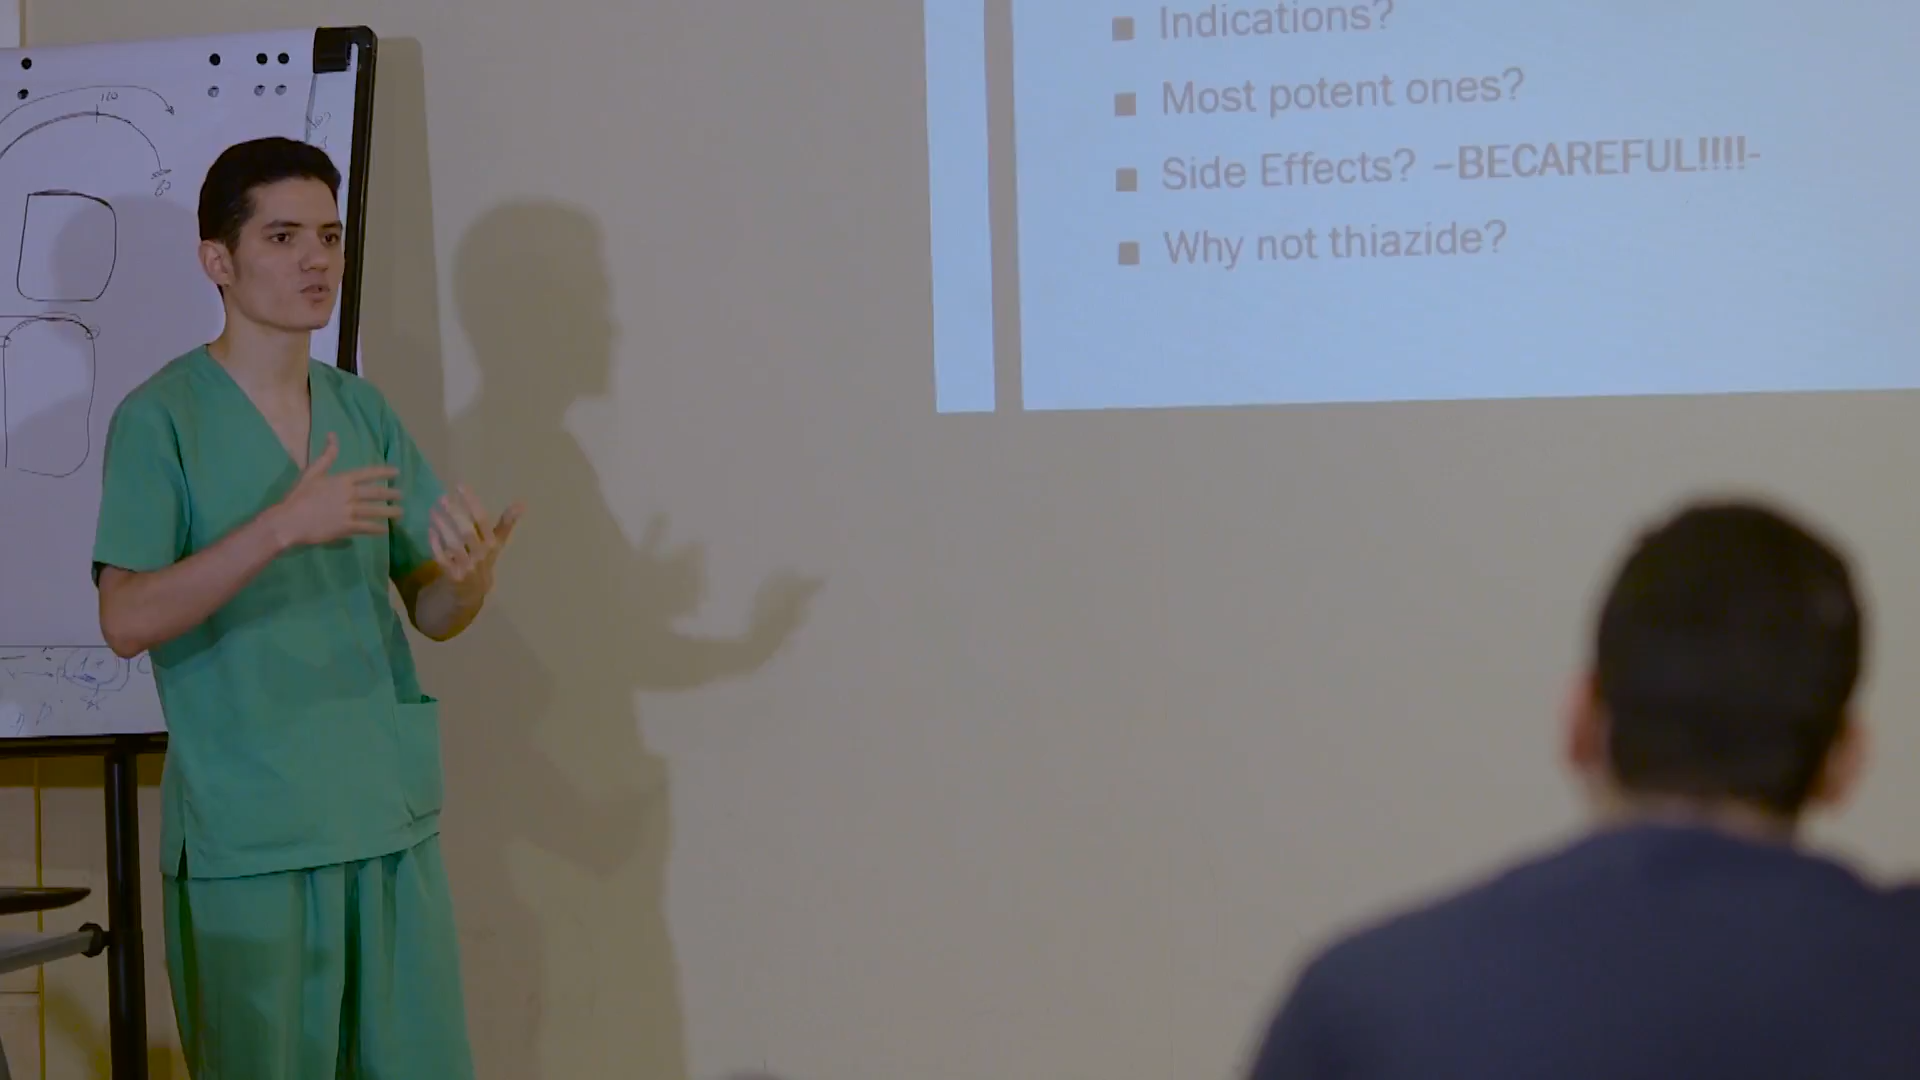 Indications?
Most potent ones?
Side Effects? –BECAREFUL!!!!-
Why not thiazide?